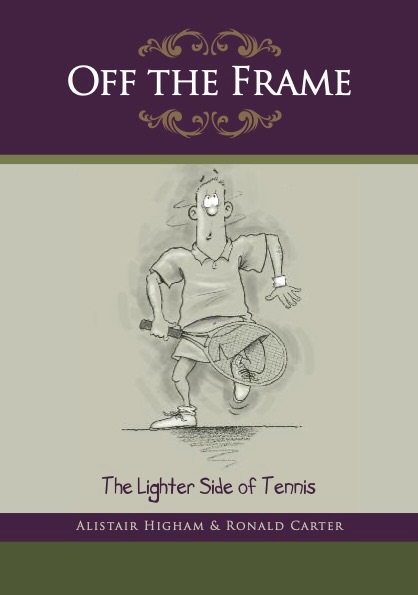 OFF THE FRAME
The Lighter Side of Tennis
ALISTAIR HIGHAM & RONALD CARTER